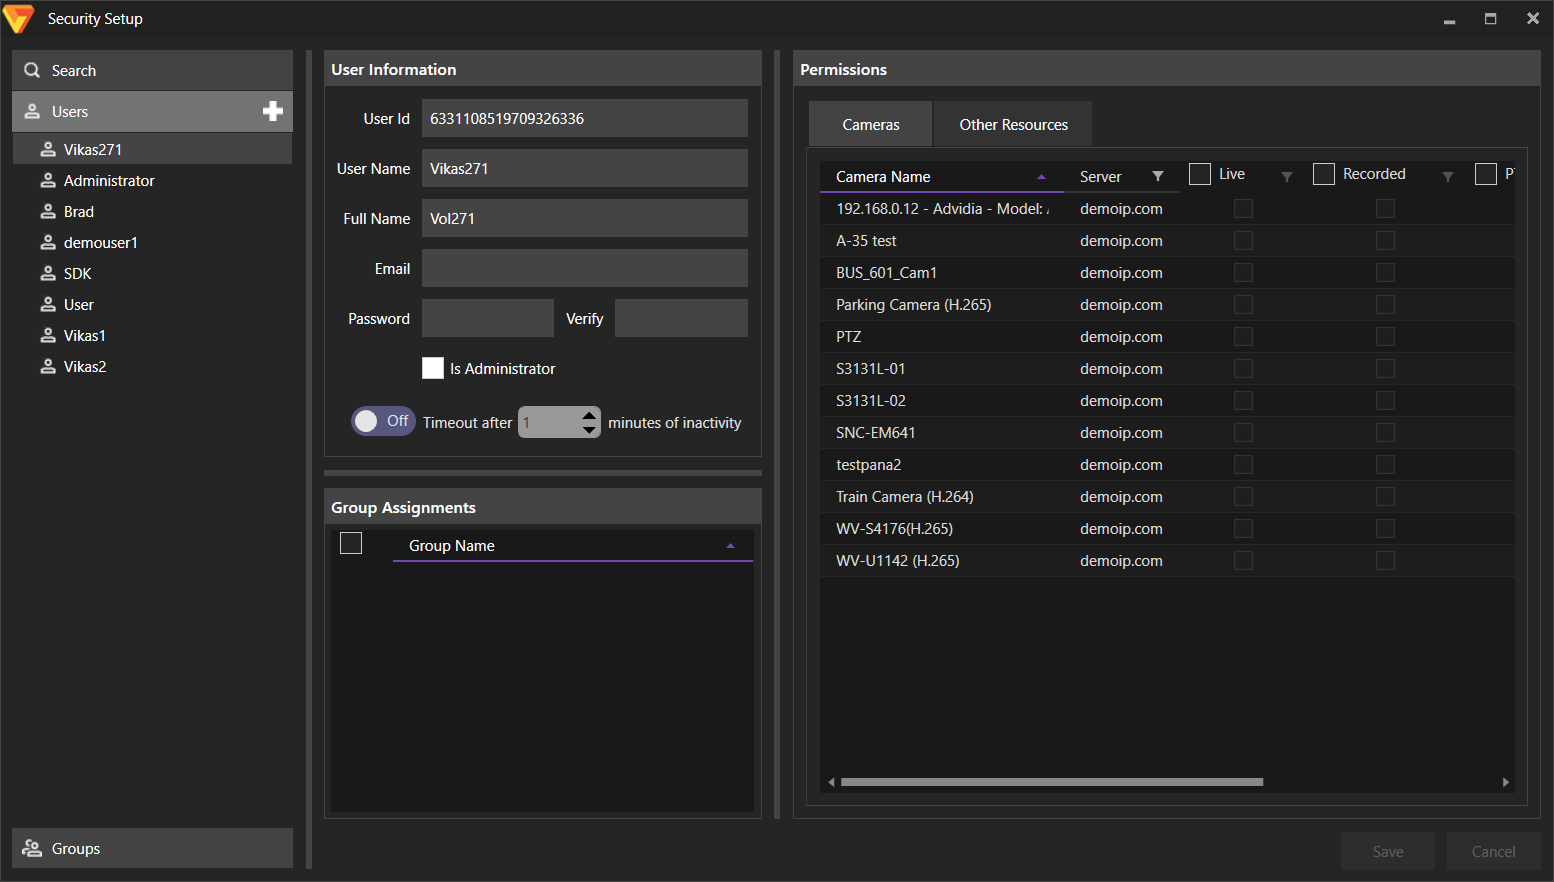 Security Setup
Search
Users
Vikas271
Administrator
Brad
demouser1
SDK
User
Vikas1
Vikas2
Groups
User Information
User Id 6331108519709326336
User Name Vikas271
Full Name Vol271
Email
Password Verify
Is Administrator
Off Timeout after 1 minutes of inactivity
Group Assignments
Group Name
Permissions
Cameras Other Resources
Camera Name Server Live Recorded
192.168.0.12 - Advidia - Model: demoip.com
A-35 test demoip.com
BUS_601_Cam1 demoip.com
Parking Camera (H.265) demoip.com
PTZ demoip.com
S3131L-01 demoip.com
S3131L-02 demoip.com
SNC-EM641 demoip.com
testpana2 demoip.com
Train Camera (H.264) demoip.com
WV-S4176(H.265) demoip.com
WV-U1142 (H.265) demoip.com
Save Cancel